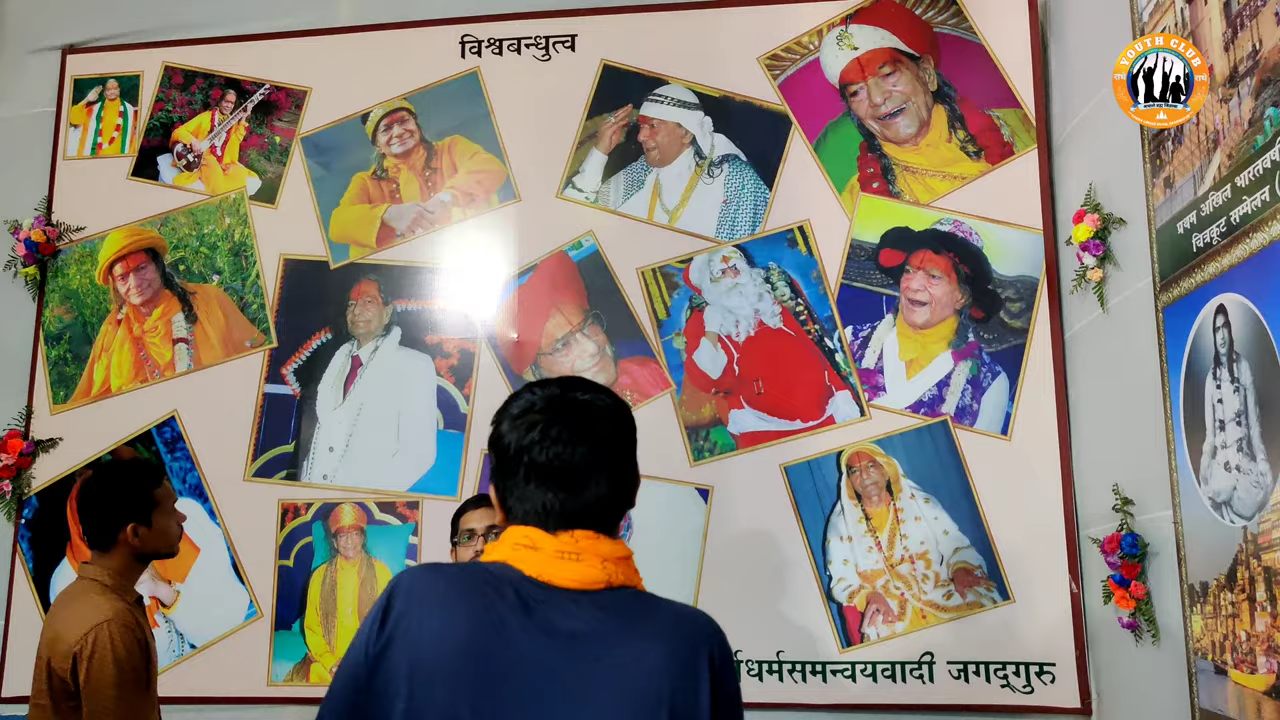 विश्वबन्धुत्व
YOUTH CLUB
राधे
राधे
प्रथम अखिल भारतवर्षी
चित्रकूट सम्मेलन (
र्वधर्मसमन्वयवादी जगद्गुरु